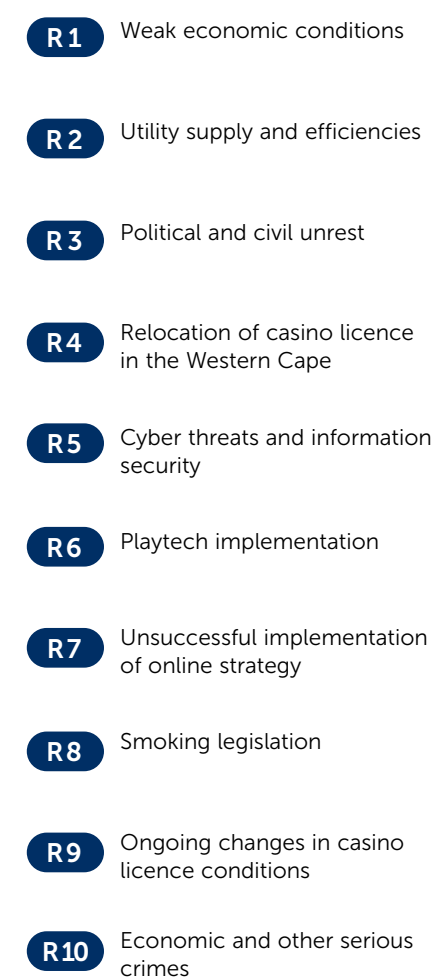 R1 Weak economic conditions
R2 Utility supply and efficiencies
R3 Political and civil unrest
R4 Relocation of casino licence
in the Western Cape
R5 Cyber threats and information
security
R6 Playtech implementation
R7 Unsuccessful implementation
of online strategy
R8 Smoking legislation
R9 Ongoing changes in casino
licence conditions
R10 Economic and other serious
crimes